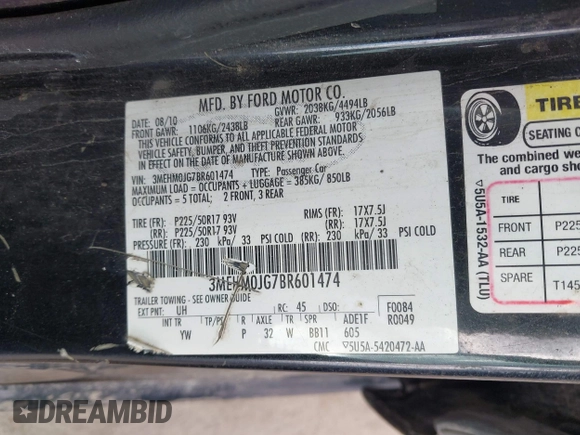 MFD. BY FORD MOTOR CO.
DATE: 08/10 GVWR: 2038KG/4494LB
FRONT GAWR: 1106KG/2438LB REAR GAWR: 933KG/2056LB
THIS VEHICLE CONFORMS TO ALL APPLICABLE FEDERAL MOTOR
VEHICLE SAFETY, BUMPER, AND THEFT PREVENTION STANDARDS
IN EFFECT ON THE DATE OF MANUFACTURE SHOWN ABOVE.
VIN: 3MEHM0JG7BR601474 TYPE: Passenger Car
MAXIMUM LOAD = OCCUPANTS + LUGGAGE = 385KG/ 850LB
OCCUPANTS = 5 TOTAL; 2 FRONT, 3 REAR
TIRE (FR): P225/50R17 93V RIMS (FR): 17X7.5J
(RR): P225/50R17 93V (RR): 17X7.5J
PRESSURE (FR): 230 kPa/ 33 PSI COLD (RR): 230 kPa/ 33 PSI COLD
3MEHM0JG7BR601474
TRAILER TOWING - SEE OWNER GUIDE
EXT PNT: UH RC: 45 DSO: F0084
INT TR TP/PS R AXLE TR SPR ADE1F R0049
YW P 32 W BB11 605
CMC 5U5A-5420472-AA
TIRE
SEATING
The combined we
and cargo shoul
TIRE
FRONT P225
REAR P225
SPARE T145
5U5A-1532-AA (TLU)
DREAMBID